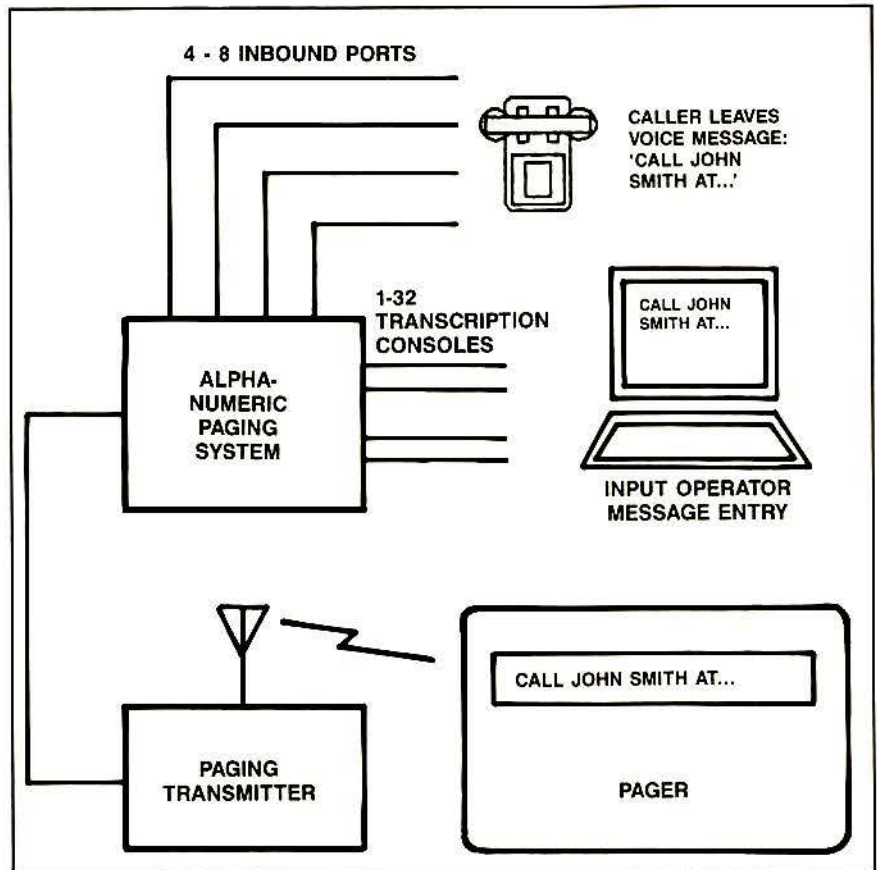 4 - 8 INBOUND PORTS
CALLER LEAVES
VOICE MESSAGE:
'CALL JOHN
SMITH AT...'
1-32
TRANSCRIPTION
CONSOLES
CALL JOHN
SMITH AT...
ALPHA-
NUMERIC
PAGING
SYSTEM
INPUT OPERATOR
MESSAGE ENTRY
CALL JOHN SMITH AT...
PAGING
TRANSMITTER
PAGER